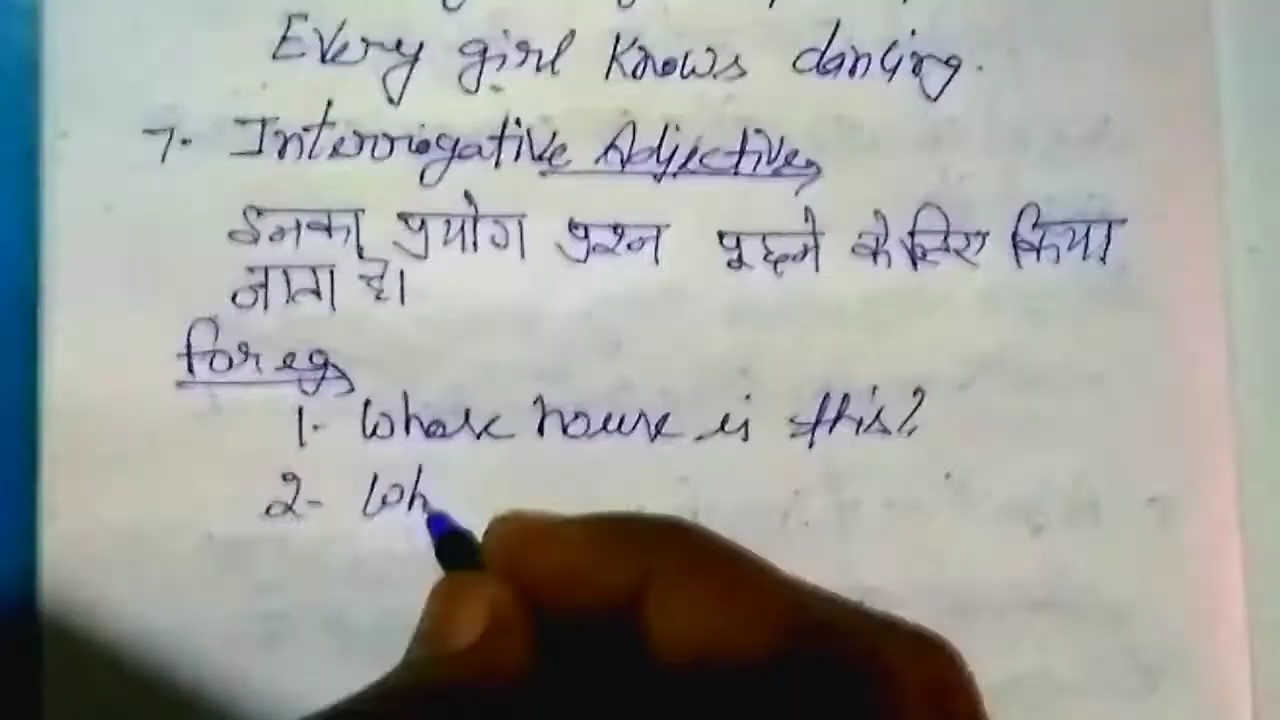 Every girl knows dancing.
7. Interrogative Adjective,
इनका प्रयोग प्रश्न पूछने के लिए किया
जाता है।
for eg,
1. Whose house is this?
2- Wh